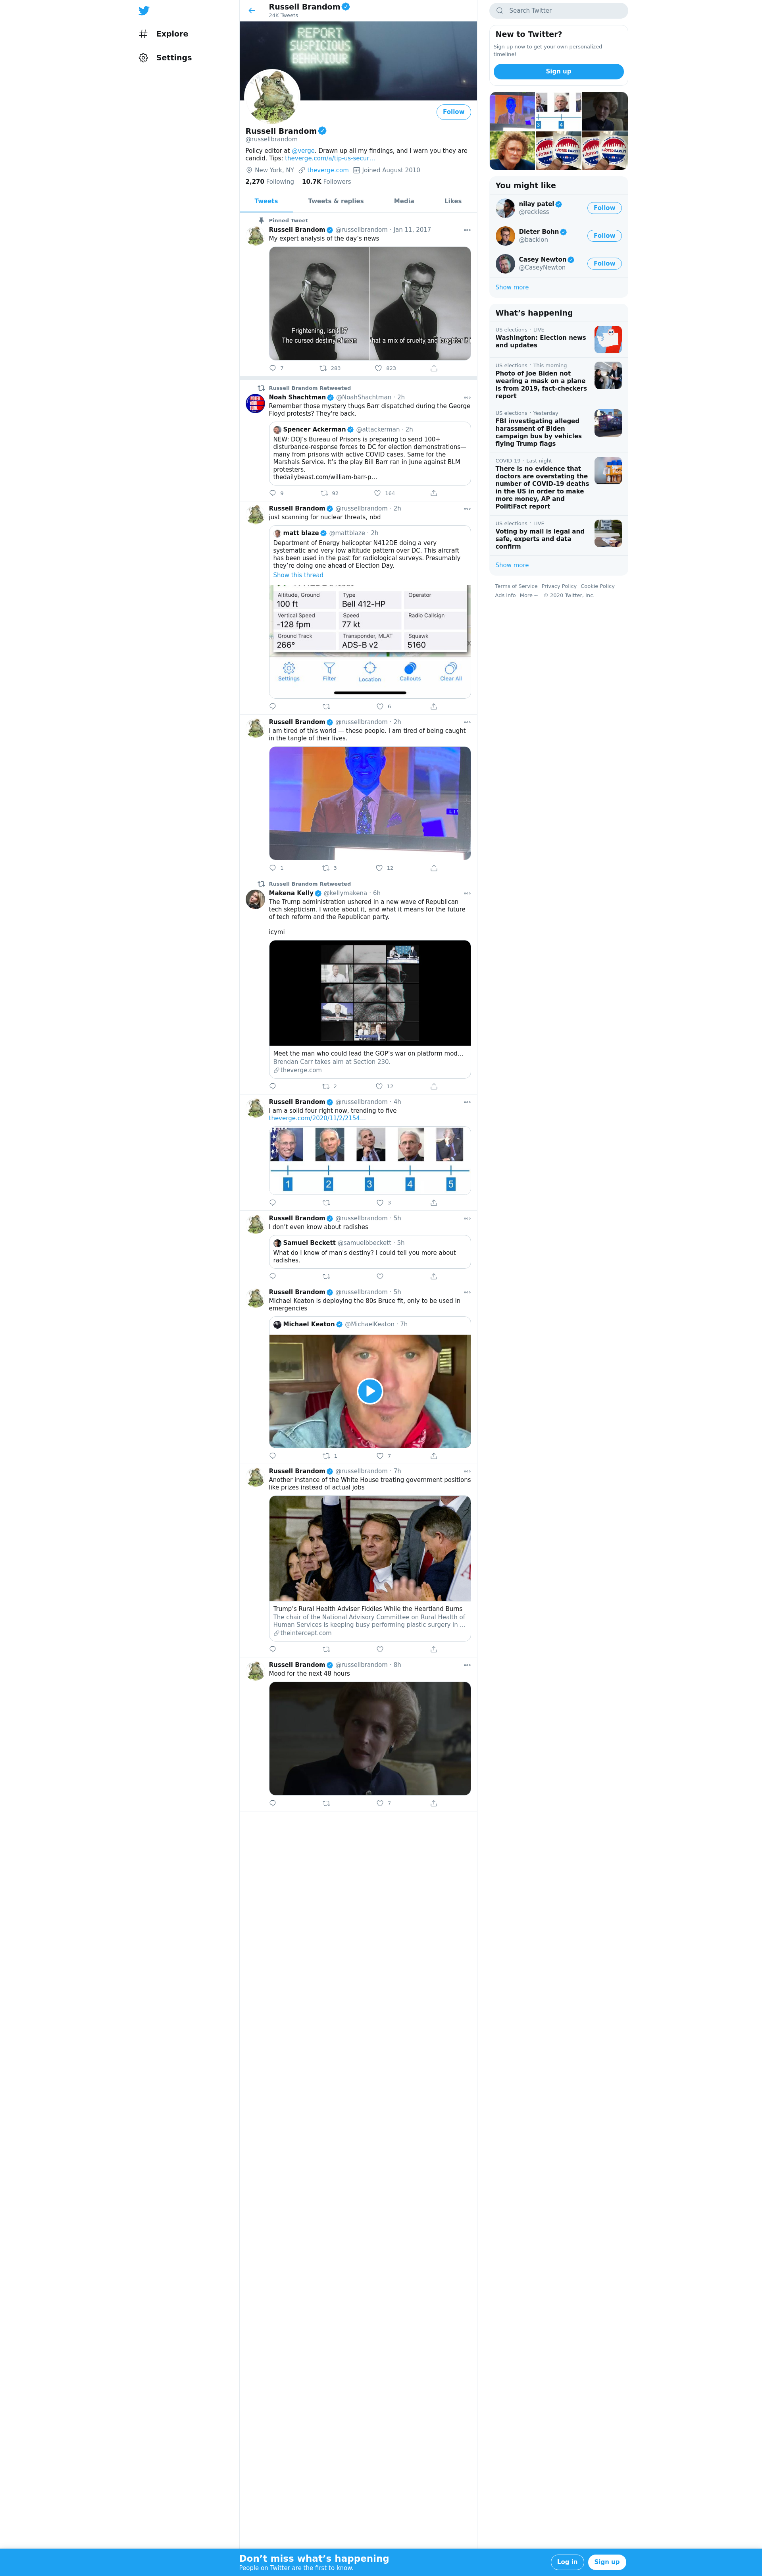 Explore
Settings
Russell Brandom
24K Tweets
REPORT
SUSPICIOUS
BEHAVIOUR
Follow
Russell Brandom
@russellbrandom
Policy editor at @verge. Drawn up all my findings, and I warn you they are
candid. Tips: theverge.com/a/tip-us-secur…
New York, NY theverge.com Joined August 2010
2,270 Following 10.7K Followers
Tweets Tweets & replies Media Likes
Pinned Tweet
Russell Brandom @russellbrandom · Jan 11, 2017
My expert analysis of the day's news
Frightening, isn't it?
The cursed destiny of man
that a mix of cruelty and laughter it i
7 283 823
Russell Brandom Retweeted
Noah Shachtman @NoahShachtman · 2h
Remember those mystery thugs Barr dispatched during the George
Floyd protests? They're back.
Spencer Ackerman @attackerman · 2h
NEW: DOJ's Bureau of Prisons is preparing to send 100+
disturbance-response forces to DC for election demonstrations—
many from prisons with active COVID cases. Same for the
Marshals Service. It's the play Bill Barr ran in June against BLM
protesters.
thedailybeast.com/william-barr-p…
9 92 164
Russell Brandom @russellbrandom · 2h
just scanning for nuclear threats, nbd
matt blaze @mattblaze · 2h
Department of Energy helicopter N412DE doing a very
systematic and very low altitude pattern over DC. This aircraft
has been used in the past for radiological surveys. Presumably
they're doing one ahead of Election Day.
Show this thread
Altitude, Ground Type Operator
100 ft Bell 412-HP
Vertical Speed Speed Radio Callsign
-128 fpm 77 kt
Ground Track Transponder, MLAT Squawk
266° ADS-B v2 5160
Settings Filter Location Callouts Clear All
6
Russell Brandom @russellbrandom · 2h
I am tired of this world — these people. I am tired of being caught
in the tangle of their lives.
LI
1 3 12
Russell Brandom Retweeted
Makena Kelly @kellymakena · 6h
The Trump administration ushered in a new wave of Republican
tech skepticism. I wrote about it, and what it means for the future
of tech reform and the Republican party.
icymi
Meet the man who could lead the GOP's war on platform mod…
Brendan Carr takes aim at Section 230.
theverge.com
2 12
Russell Brandom @russellbrandom · 4h
I am a solid four right now, trending to five
theverge.com/2020/11/2/2154…
1 2 3 4 5
3
Russell Brandom @russellbrandom · 5h
I don't even know about radishes
Samuel Beckett @samuelbbeckett · 5h
What do I know of man's destiny? I could tell you more about
radishes.
Russell Brandom @russellbrandom · 5h
Michael Keaton is deploying the 80s Bruce fit, only to be used in
emergencies
Michael Keaton @MichaelKeaton · 7h
1 7
Russell Brandom @russellbrandom · 7h
Another instance of the White House treating government positions
like prizes instead of actual jobs
Trump's Rural Health Adviser Fiddles While the Heartland Burns
The chair of the National Advisory Committee on Rural Health of
Human Services is keeping busy performing plastic surgery in …
theintercept.com
Russell Brandom @russellbrandom · 8h
Mood for the next 48 hours
7
Search Twitter
New to Twitter?
Sign up now to get your own personalized
timeline!
Sign up
3 4
You might like
nilay patel
@reckless
Follow
Dieter Bohn
@backlon
Follow
Casey Newton
@CaseyNewton
Follow
Show more
What's happening
US elections · LIVE
Washington: Election news
and updates
US elections · This morning
Photo of Joe Biden not
wearing a mask on a plane
is from 2019, fact-checkers
report
US elections · Yesterday
FBI investigating alleged
harassment of Biden
campaign bus by vehicles
flying Trump flags
COVID-19 · Last night
There is no evidence that
doctors are overstating the
number of COVID-19 deaths
in the US in order to make
more money, AP and
PolitiFact report
US elections · LIVE
Voting by mail is legal and
safe, experts and data
confirm
Show more
Terms of Service Privacy Policy Cookie Policy
Ads info More © 2020 Twitter, Inc.
Don't miss what's happening
People on Twitter are the first to know.
Log in Sign up